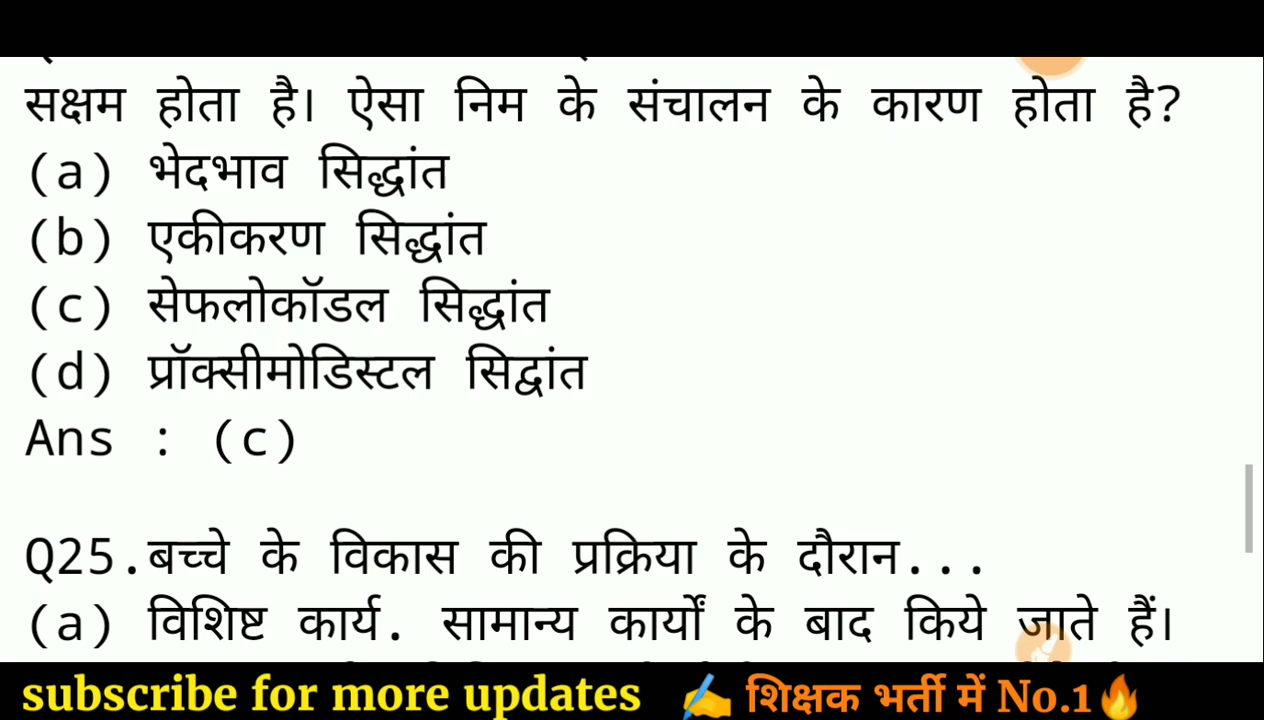 सक्षम होता है। ऐसा निम के संचालन के कारण होता है?
(a) भेदभाव सिद्धांत
(b) एकीकरण सिद्धांत
(c) सेफलोकॉडल सिद्धांत
(d) प्रॉक्सीमोडिस्टल सिद्वांत
Ans : (c)
Q25.बच्चे के विकास की प्रक्रिया के दौरान...
(a) विशिष्ट कार्य. सामान्य कार्यों के बाद किये जाते हैं।
subscribe for more updates ✍️ शिक्षक भर्ती में No.1🔥